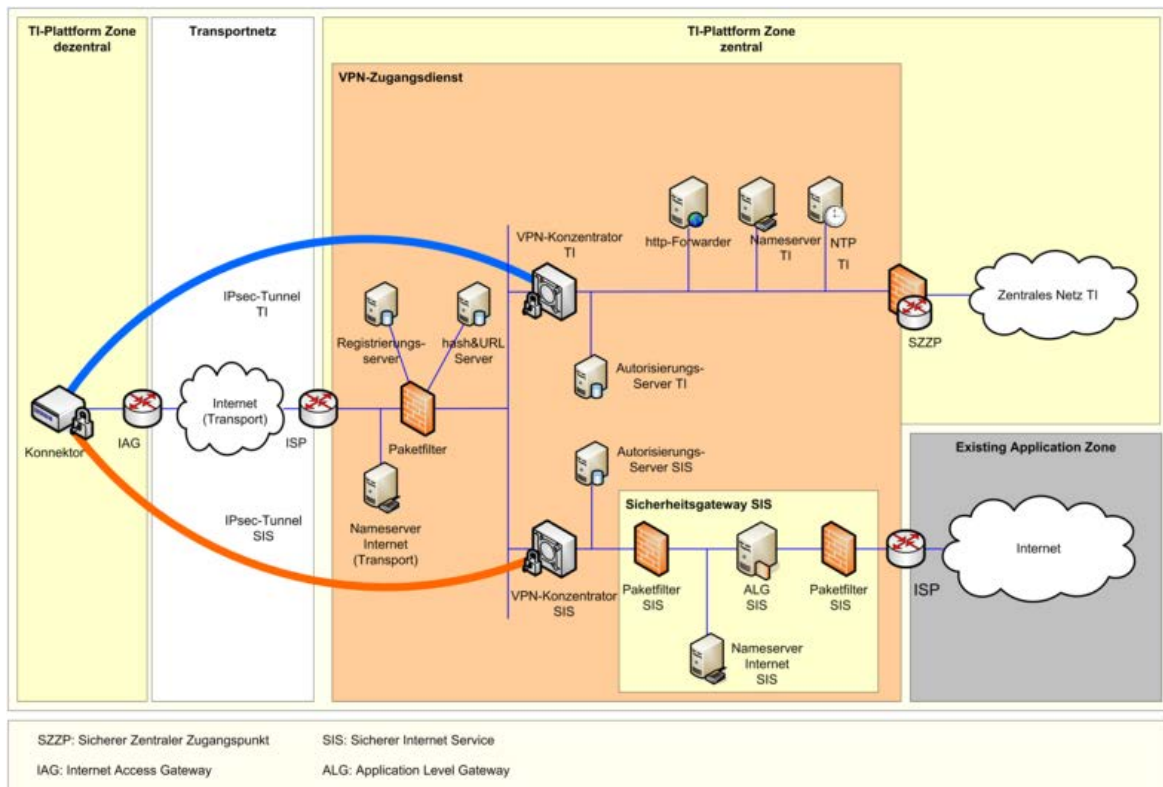 TI-Plattform Zone
dezentral
Transportnetz
TI-Plattform Zone
zentral
VPN-Zugangsdienst
VPN-Konzentrator
TI
http-Forwarder
Nameserver
TI
NTP
TI
IPsec-Tunnel
TI
Registrierungs-
server
hash&URL
Server
Zentrales Netz TI
SZZP
Autorisierungs-
Server TI
Internet
(Transport)
Konnektor
IAG
ISP
Paketfilter
Autorisierungs-
Server SIS
Existing Application Zone
Sicherheitsgateway SIS
IPsec-Tunnel
SIS
Nameserver
Internet
(Transport)
VPN-Konzentrator
SIS
Paketfilter
SIS
ALG
SIS
Paketfilter
SIS
ISP
Internet
Nameserver
Internet
SIS
SZZP: Sicherer Zentraler Zugangspunkt
SIS: Sicherer Internet Service
IAG: Internet Access Gateway
ALG: Application Level Gateway